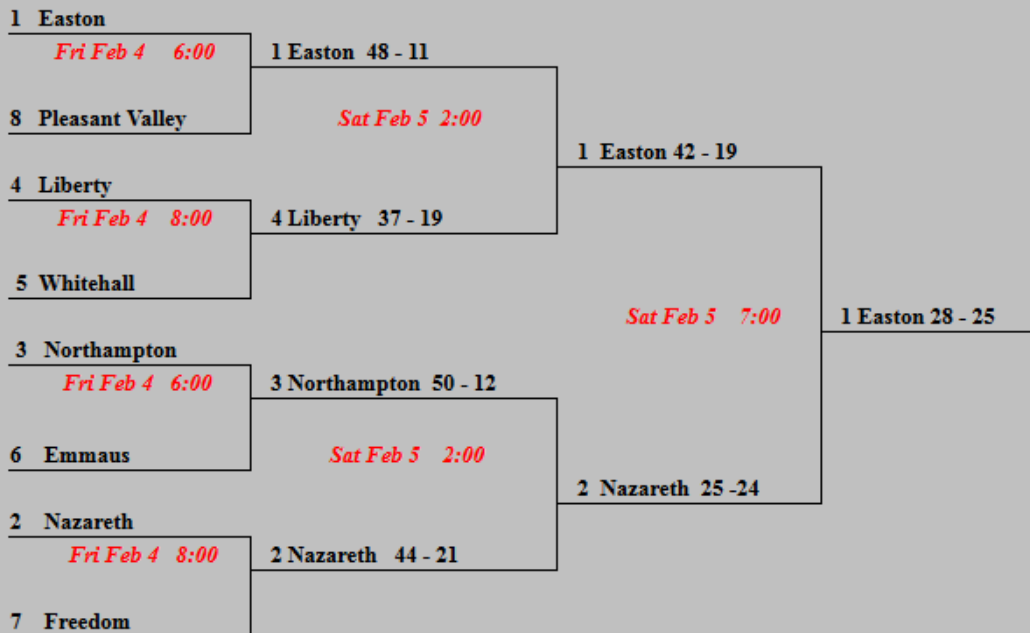 1 Easton
Fri Feb 4 6:00
1 Easton 48 - 11
8 Pleasant Valley
Sat Feb 5 2:00
1 Easton 42 - 19
4 Liberty
Fri Feb 4 8:00
4 Liberty 37 - 19
5 Whitehall
Sat Feb 5 7:00
1 Easton 28 - 25
3 Northampton
Fri Feb 4 6:00
3 Northampton 50 - 12
6 Emmaus
Sat Feb 5 2:00
2 Nazareth 25 -24
2 Nazareth
Fri Feb 4 8:00
2 Nazareth 44 - 21
7 Freedom